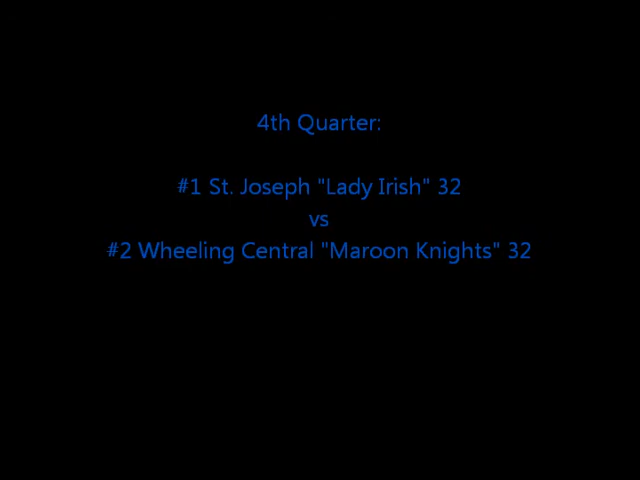 4th Quarter:
#1 St. Joseph "Lady Irish" 32
vs
#2 Wheeling Central "Maroon Knights" 32